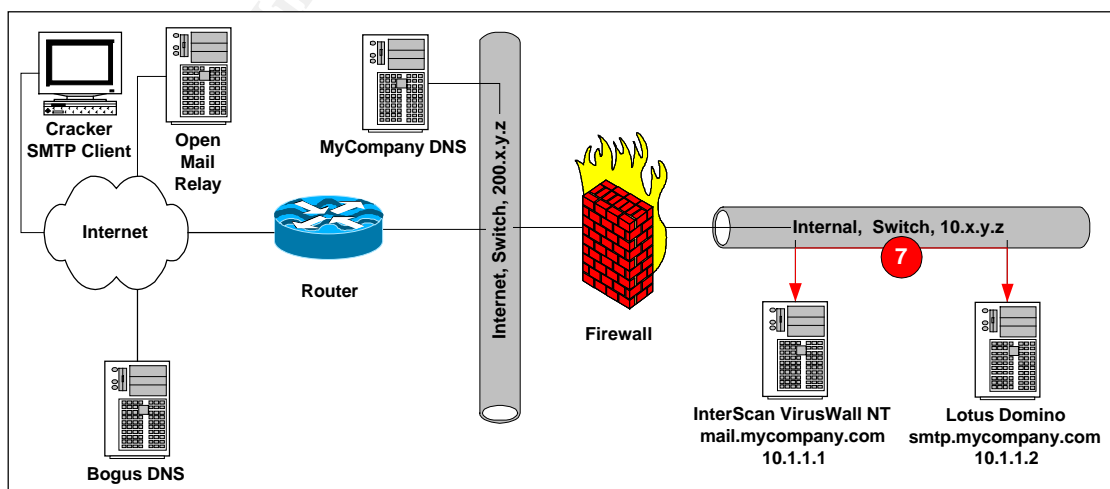 Cracker
SMTP Client
Open
Mail
Relay
MyCompany DNS
Internet
Router
Internet, Switch, 200.x.y.z
Firewall
Internal, Switch, 10.x.y.z
7
InterScan VirusWall NT
mail.mycompany.com
10.1.1.1
Lotus Domino
smtp.mycompany.com
10.1.1.2
Bogus DNS